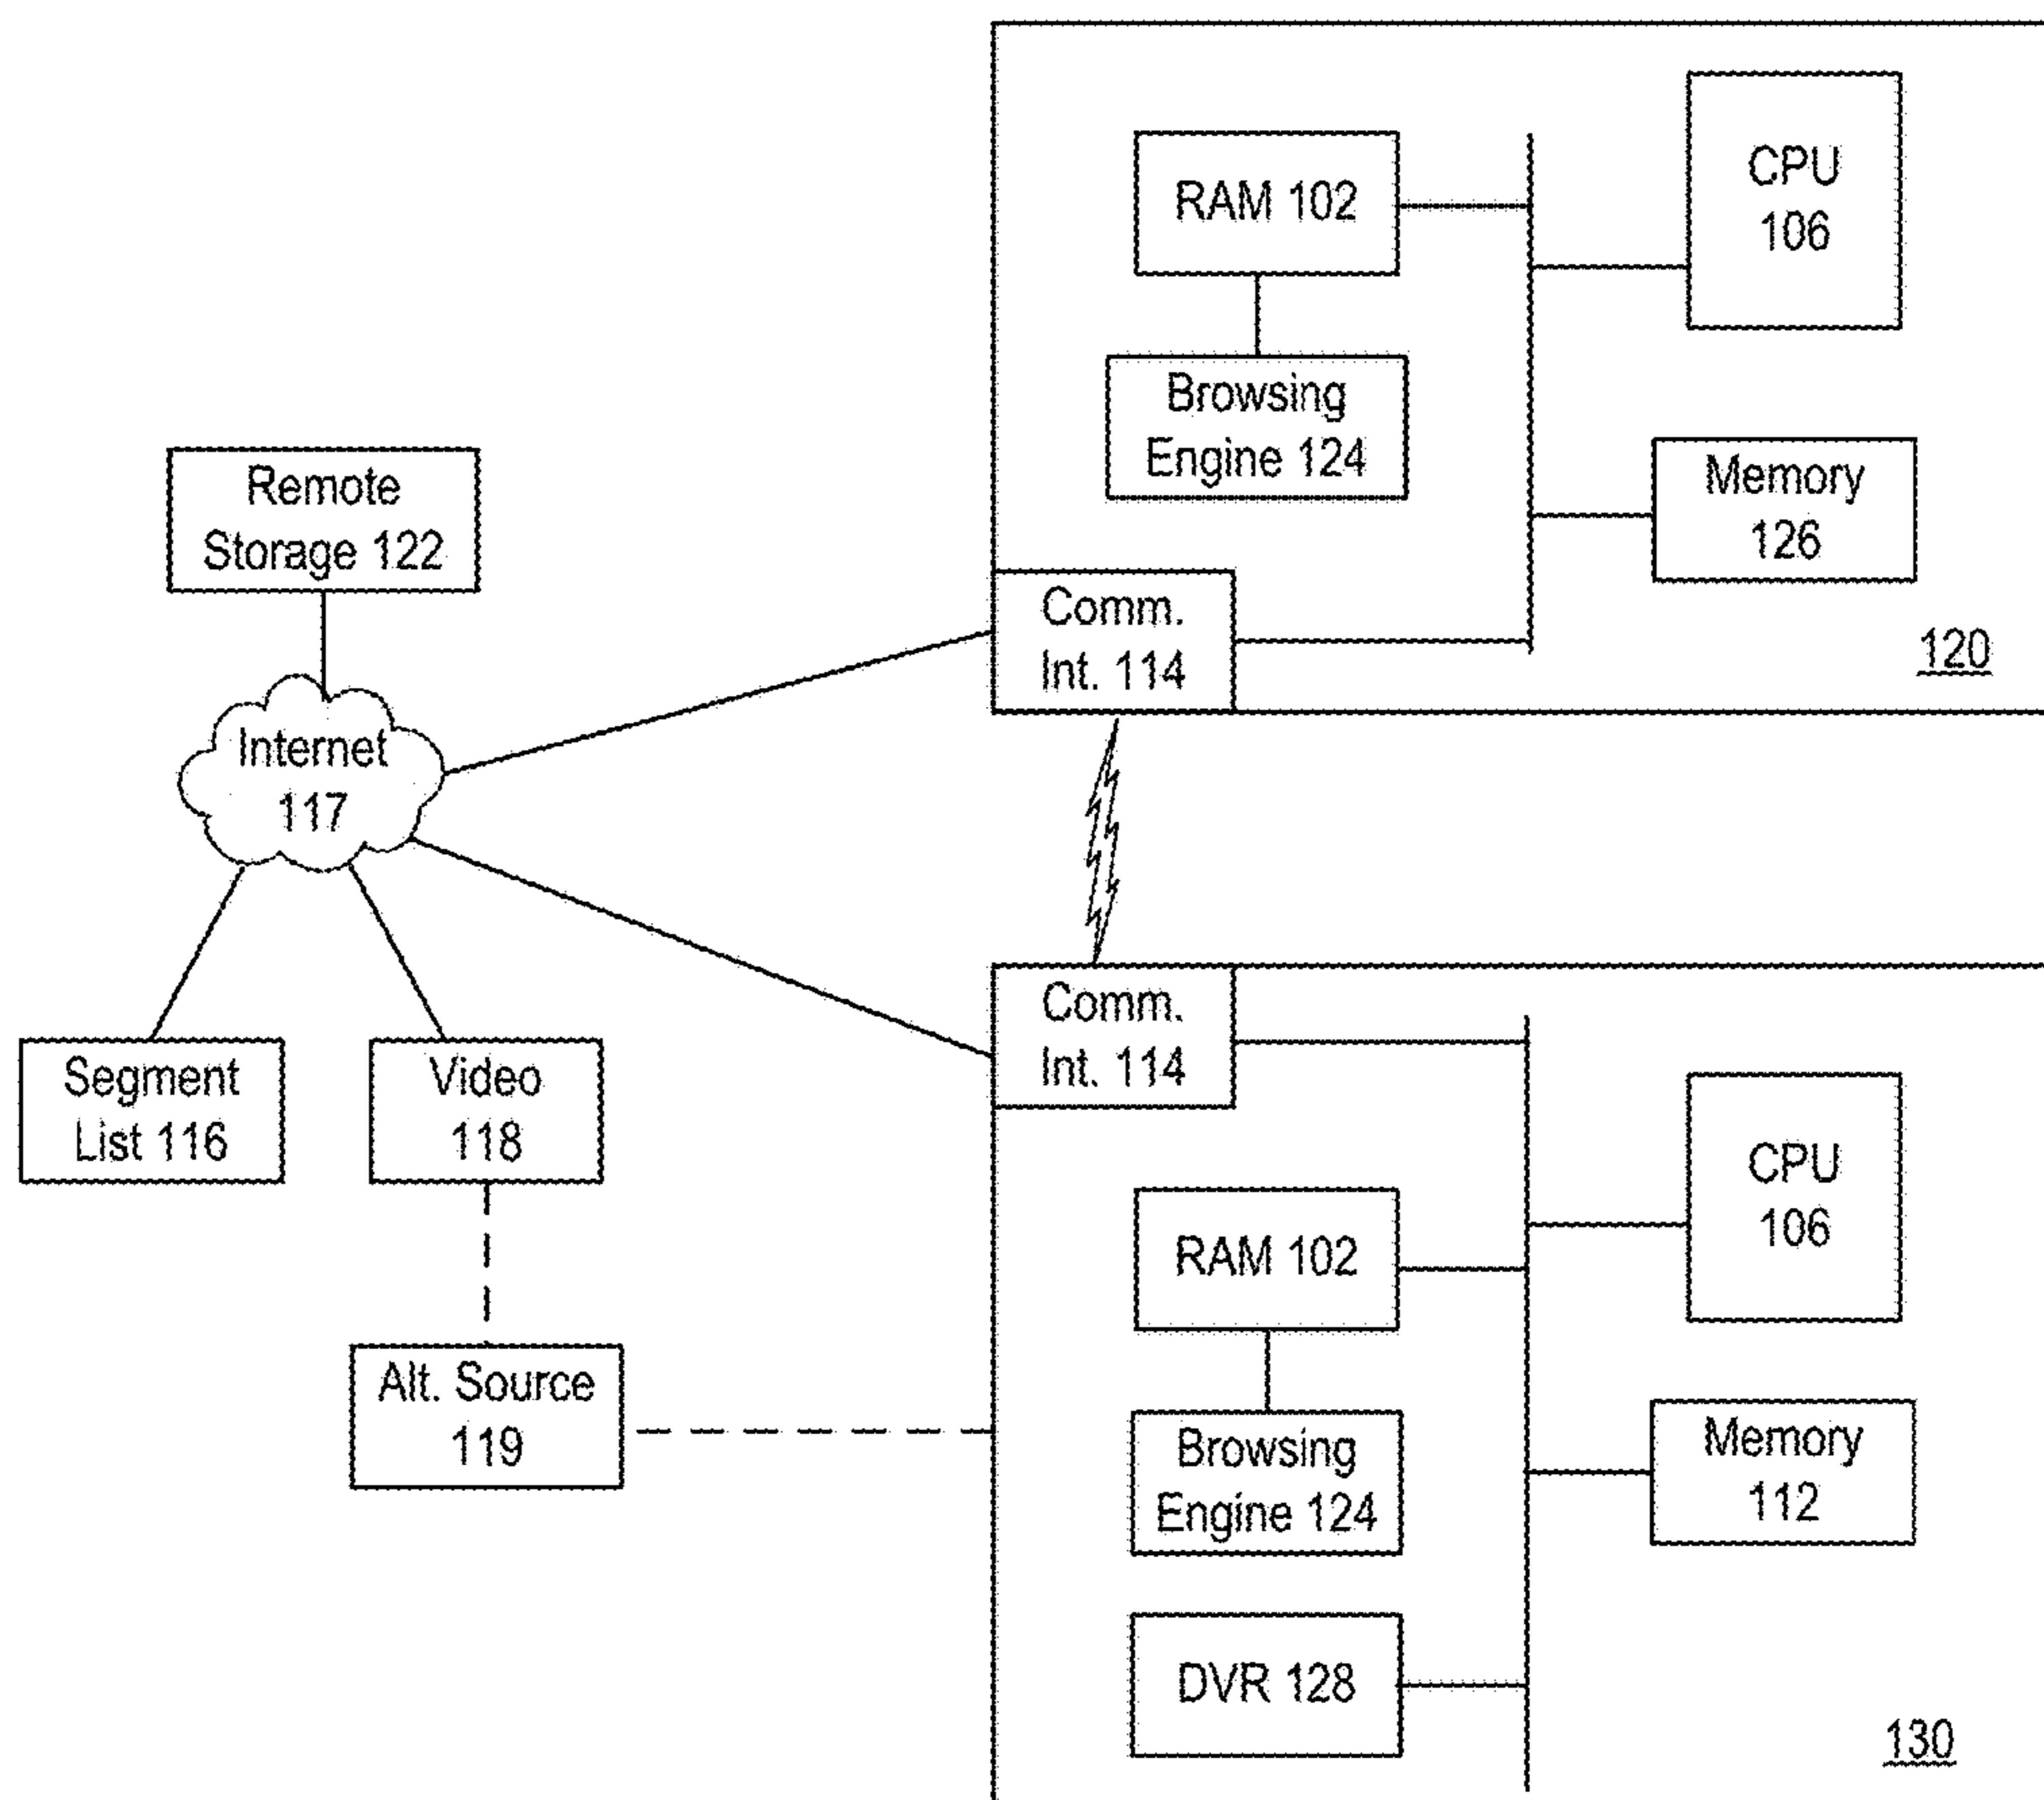 RAM 102
CPU
106
Browsing
Engine 124
Memory
126
Comm.
Int. 114
120
Remote
Storage 122
Internet
117
Segment
List 116
Video
118
Alt. Source
119
Comm.
Int. 114
CPU
106
RAM 102
Browsing
Engine 124
Memory
112
DVR 128
130